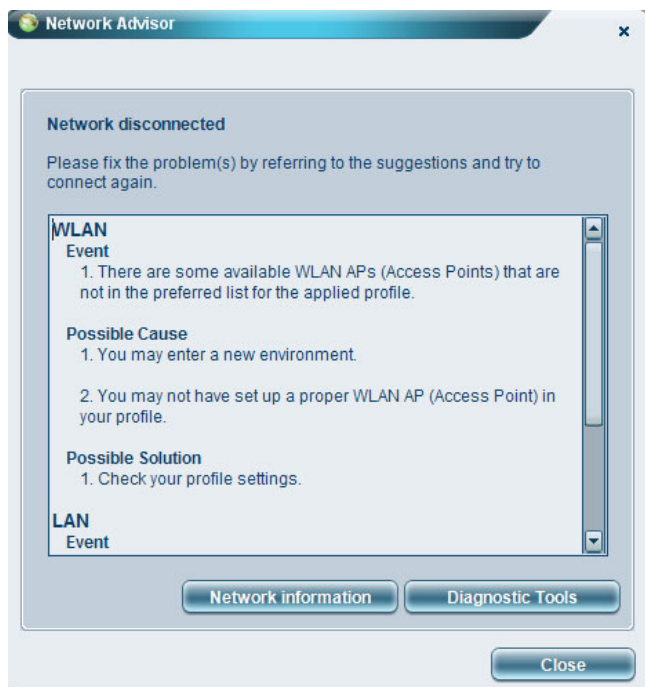 Network Advisor
Network disconnected
Please fix the problem(s) by referring to the suggestions and try to
connect again.
WLAN
Event
1. There are some available WLAN APs (Access Points) that are
not in the preferred list for the applied profile.
Possible Cause
1. You may enter a new environment.
2. You may not have set up a proper WLAN AP (Access Point) in
your profile.
Possible Solution
1. Check your profile settings.
LAN
Event
Network information
Diagnostic Tools
Close